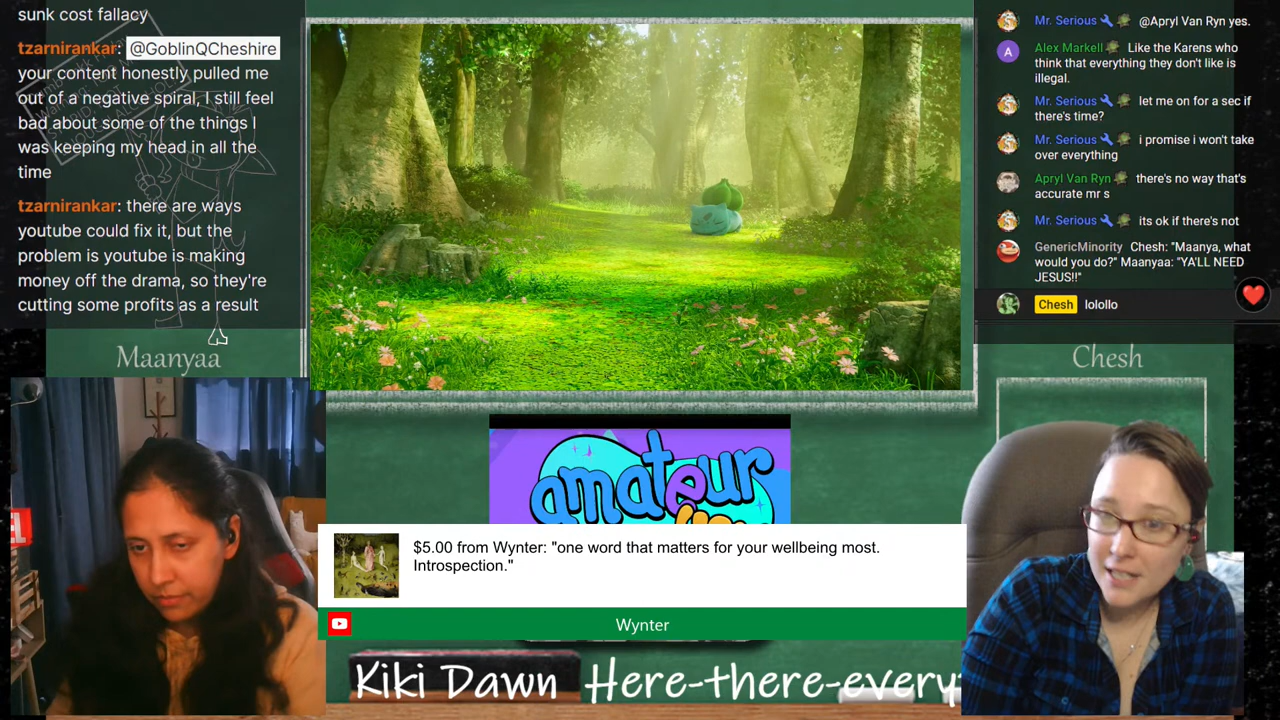 sunk cost fallacy
tzarnirankar: @GoblinQCheshire
your content honestly pulled me
out of a negative spiral, I still feel
bad about some of the things I
was keeping my head in all the
time
tzarnirankar: there are ways
youtube could fix it, but the
problem is youtube is making
money off the drama, so they're
cutting some profits as a result
Maanyaa
Mr. Serious @Apryl Van Ryn yes.
A
Alex Markell Like the Karens who
think that everything they don't like is
illegal.
Mr. Serious let me on for a sec if
there's time?
Mr. Serious i promise i won't take
over everything
Apryl Van Ryn there's no way that's
accurate mr s
Mr. Serious its ok if there's not
GenericMinority Chesh: "Maanya, what
would you do?" Maanyaa: "YA'LL NEED
JESUS!!"
Chesh lolollo
Chesh
amateur
$5.00 from Wynter: "one word that matters for your wellbeing most.
Introspection."
Wynter
Kiki Dawn Here-there-every